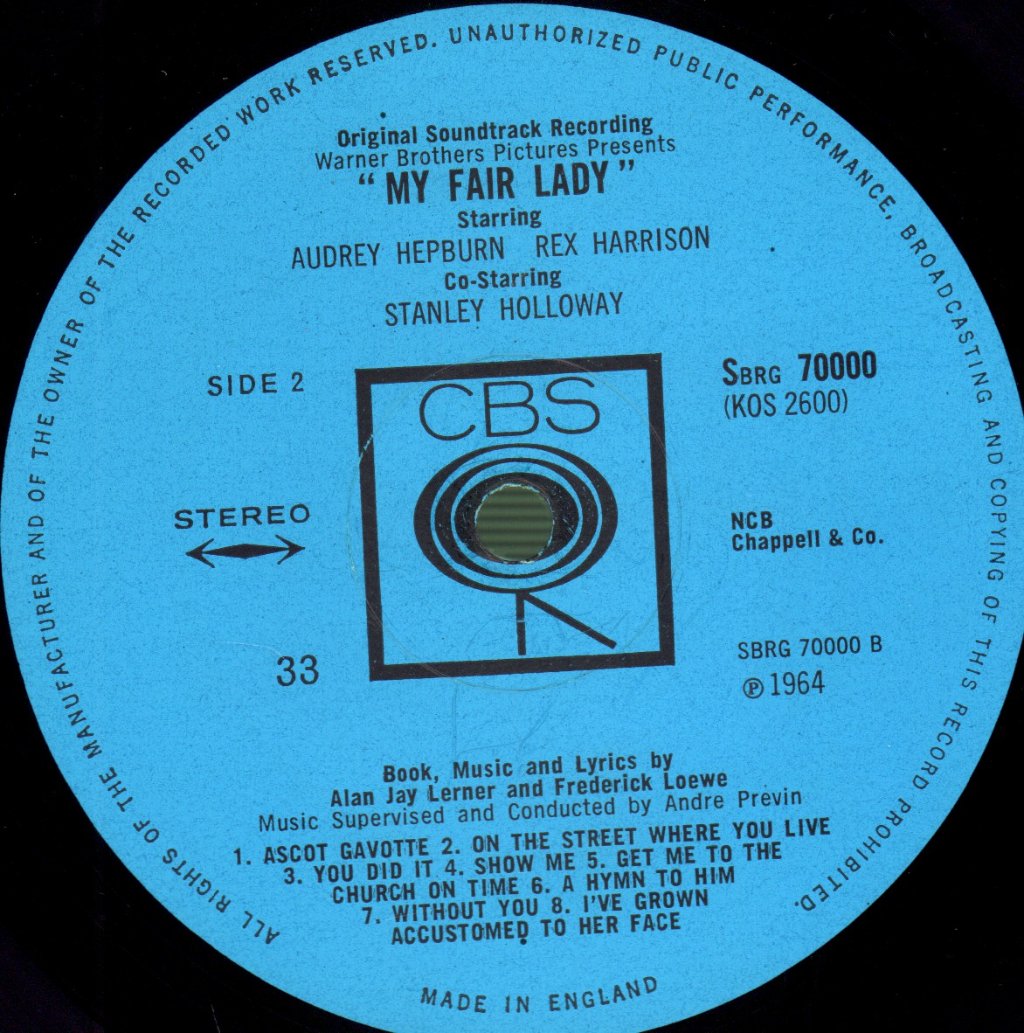 ALL RIGHTS OF THE MANUFACTURER AND OF THE OWNER OF THE RECORDED WORK RESERVED. UNAUTHORIZED PUBLIC PERFORMANCE, BROADCASTING AND COPYING OF THIS RECORD PROHIBITED.
Original Soundtrack Recording
Warner Brothers Pictures Presents
"MY FAIR LADY"
Starring
AUDREY HEPBURN REX HARRISON
Co-Starring
STANLEY HOLLOWAY
SIDE 2
SBRG 70000
(KOS 2600)
CBS
STEREO
NCB
Chappell & Co.
33
SBRG 70000 B
℗ 1964
Book, Music and Lyrics by
Alan Jay Lerner and Frederick Loewe
Music Supervised and Conducted by Andre Previn
1. ASCOT GAVOTTE 2. ON THE STREET WHERE YOU LIVE
3. YOU DID IT 4. SHOW ME 5. GET ME TO THE
CHURCH ON TIME 6. A HYMN TO HIM
7. WITHOUT YOU 8. I'VE GROWN
ACCUSTOMED TO HER FACE
MADE IN ENGLAND